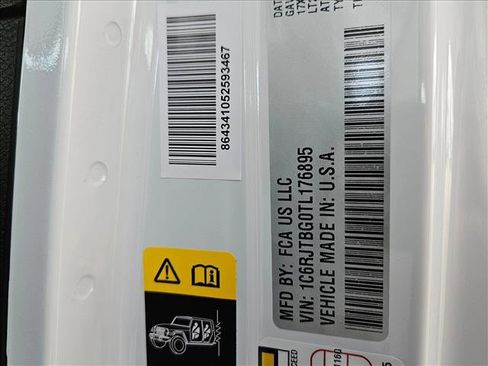 864341052593467
MFD BY: FCA US LLC
VIN: 1C6RJTBG0TL176895
VEHICLE MADE IN: U.S.A.